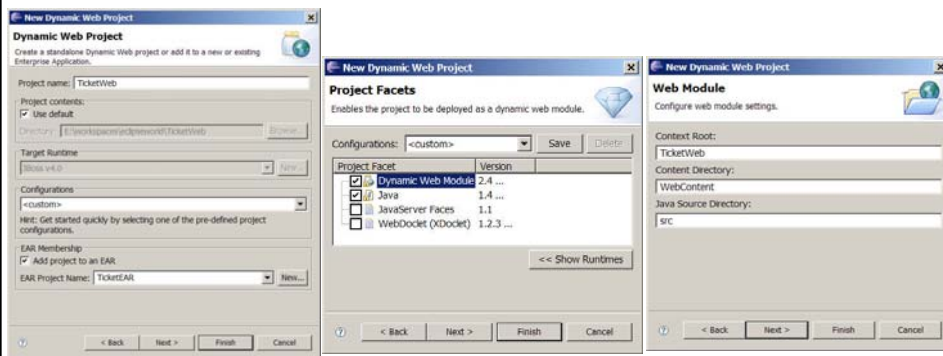 New Dynamic Web Project
Dynamic Web Project
Create a standalone Dynamic Web project or add it to a new or existing
Enterprise Application.
Project name: TicketWeb
Project contents:
Use default
Directory: E:\workspaces\eclipseworld\TicketWeb Browse...
Target Runtime
JBoss v4.0 New...
Configurations
<custom>
Hint: Get started quickly by selecting one of the pre-defined project
configurations.
EAR Membership
Add project to an EAR
EAR Project Name: TicketEAR New...
< Back Next > Finish Cancel
New Dynamic Web Project
Project Facets
Enables the project to be deployed as a dynamic web module.
Configurations: <custom> Save Delete
Project Facet Version
Dynamic Web Module 2.4 ...
Java 1.4 ...
JavaServer Faces 1.1
WebDoclet (XDoclet) 1.2.3 ...
<< Show Runtimes
< Back Next > Finish Cancel
New Dynamic Web Project
Web Module
Configure web module settings.
Context Root:
TicketWeb
Content Directory:
WebContent
Java Source Directory:
src
< Back Next > Finish Cancel